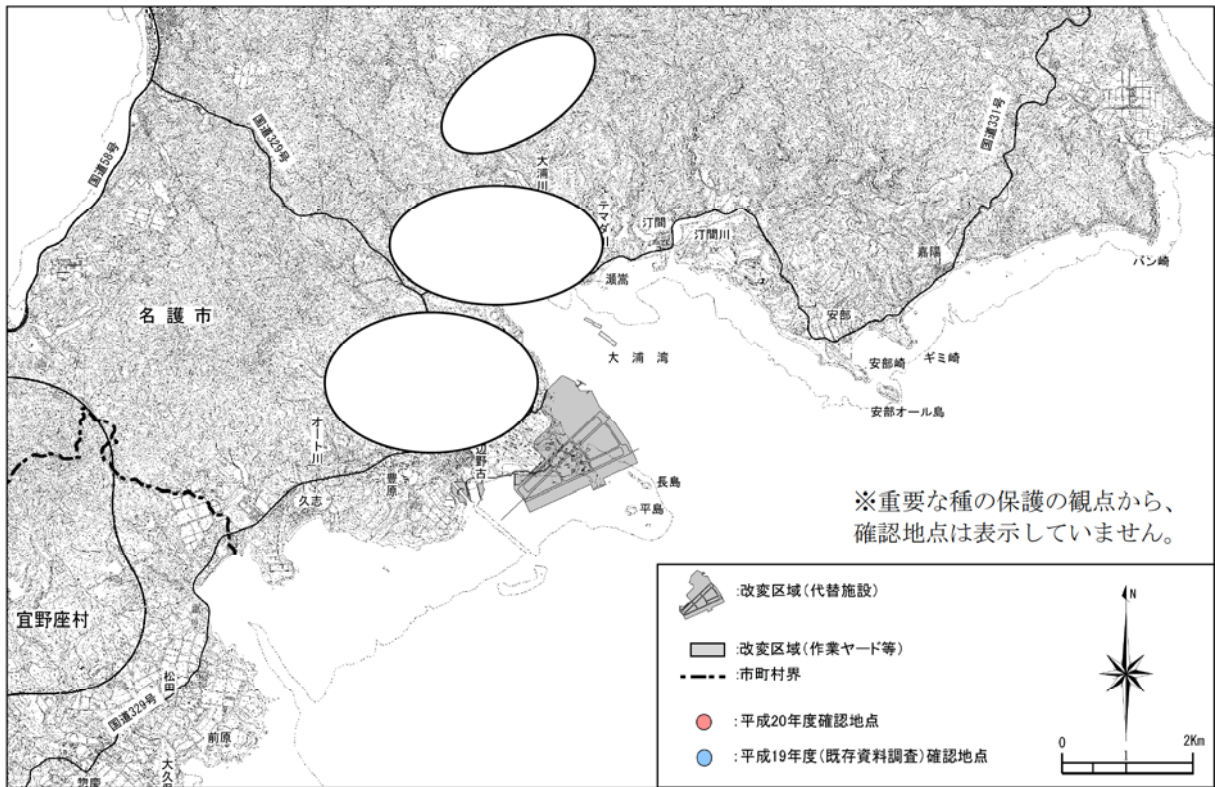 国道58号
国道329号
大浦川
テマダー
汀間
汀間川
瀬嵩
国道331号
嘉陽
バン崎
名護市
大浦湾
安部
安部崎
ギミ崎
安部オール島
オート川
辺野古
豊原
久志
長島
平島
※重要な種の保護の観点から、
確認地点は表示していません。
宜野座村
松田
国道329号
前原
惣慶
:改変区域(代替施設)
:改変区域(作業ヤード等)
:市町村界
:平成20年度確認地点
:平成19年度(既存資料調査)確認地点
N
0
1
2Km